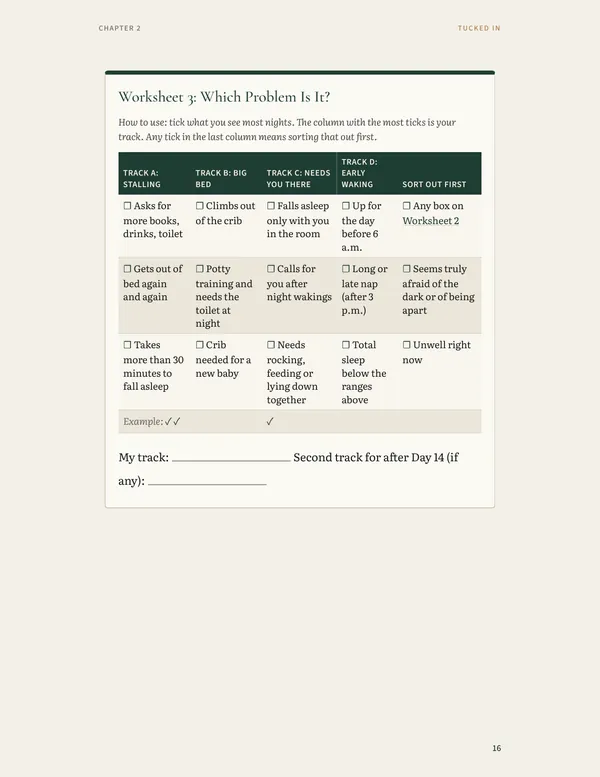 CHAPTER 2
TUCKED IN
Worksheet 3: Which Problem Is It?
How to use: tick what you see most nights. The column with the most ticks is your
track. Any tick in the last column means sorting that out first.
TRACK A:
STALLING
TRACK B: BIG
BED
TRACK C: NEEDS
YOU THERE
TRACK D:
EARLY
WAKING
SORT OUT FIRST
☐ Asks for
more books,
drinks, toilet
☐ Climbs out
of the crib
☐ Falls asleep
only with you
in the room
☐ Up for
the day
before 6
a.m.
☐ Any box on
Worksheet 2
☐ Gets out of
bed again
and again
☐ Potty
training and
needs the
toilet at
night
☐ Calls for
you after
night wakings
☐ Long or
late nap
(after 3
p.m.)
☐ Seems truly
afraid of the
dark or of being
apart
☐ Takes
more than 30
minutes to
fall asleep
☐ Crib
needed for a
new baby
☐ Needs
rocking,
feeding or
lying down
together
☐ Total
sleep
below the
ranges
above
☐ Unwell right
now
Example: ✓✓
✓
My track: ____________________ Second track for after Day 14 (if
any): ____________________
16